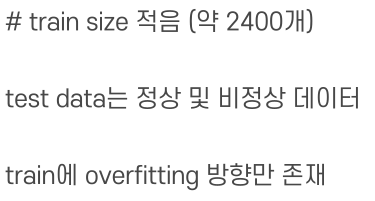 # train size 적음 (약 2400개)
test data는 정상 및 비정상 데이터
train에 overfitting 방향만 존재